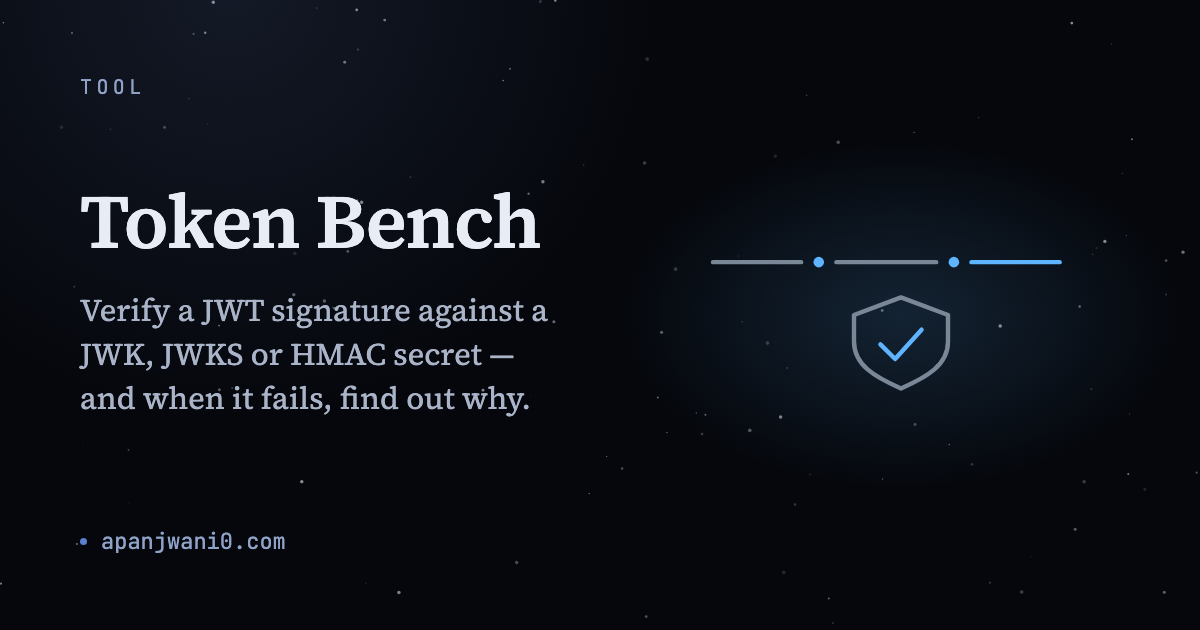 TOOL
Token Bench
Verify a JWT signature against a
JWK, JWKS or HMAC secret —
and when it fails, find out why.
apanjwani0.com